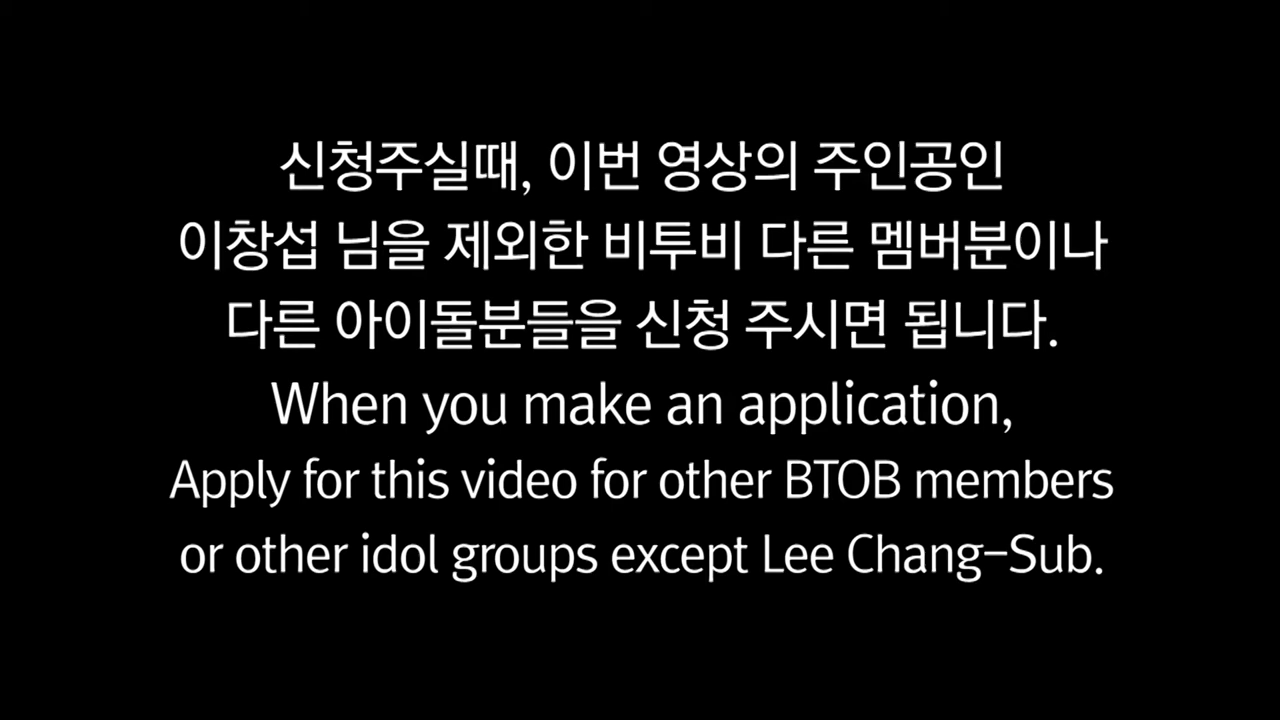 신청주실때, 이번 영상의 주인공인
이창섭 님을 제외한 비투비 다른 멤버분이나
다른 아이돌분들을 신청 주시면 됩니다.
When you make an application,
Apply for this video for other BTOB members
or other idol groups except Lee Chang-Sub.